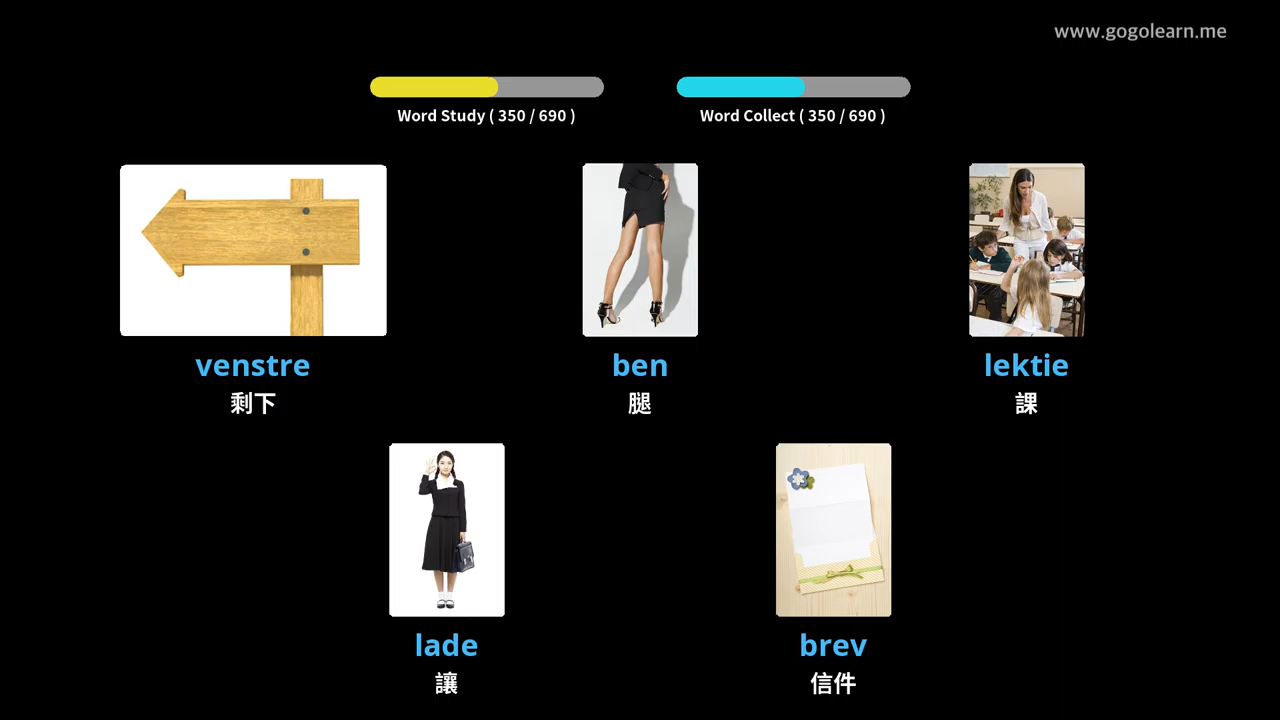 www.gogolearn.me
Word Study ( 350 / 690 )
Word Collect ( 350 / 690 )
venstre
剩下
ben
腿
lektie
課
lade
讓
brev
信件